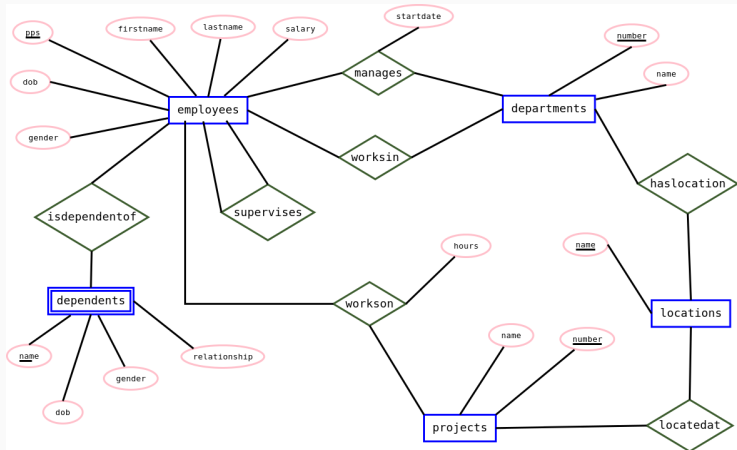 startdate
pps
firstname
lastname
salary
number
manages
name
dob
employees
departments
gender
worksin
haslocation
isdependentof
supervises
name
hours
dependents
workson
locations
name
number
name
relationship
gender
dob
projects
locatedat